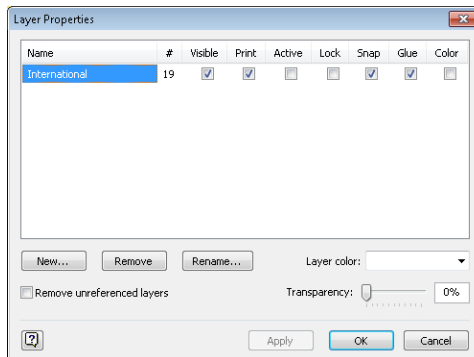 Layer Properties
Name # Visible Print Active Lock Snap Glue Color
International 19
New... Remove Rename... Layer color:
Remove unreferenced layers Transparency: 0%
Apply OK Cancel